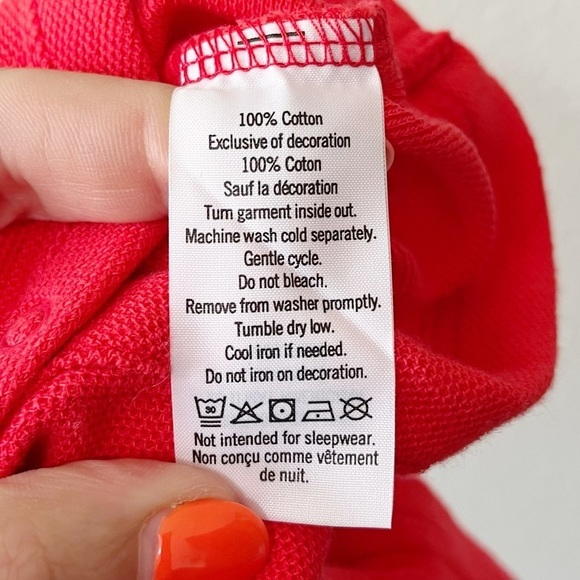 100% Cotton
Exclusive of decoration
100% Coton
Sauf la décoration
Turn garment inside out.
Machine wash cold separately.
Gentle cycle.
Do not bleach.
Remove from washer promptly.
Tumble dry low.
Cool iron if needed.
Do not iron on decoration.
30
Not intended for sleepwear.
Non conçu comme vêtement
de nuit.